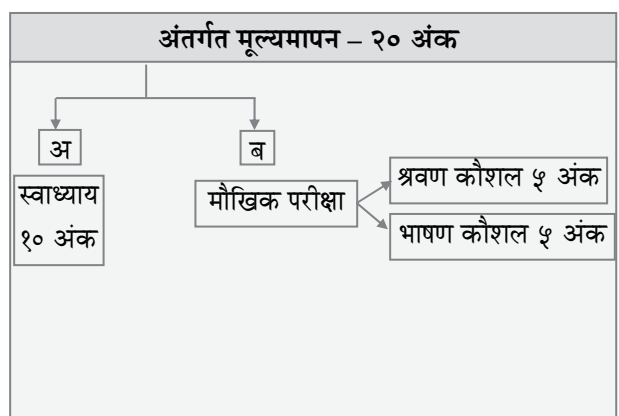 अंतर्गत मूल्यमापन – २० अंक
अ
ब
स्वाध्याय
१० अंक
मौखिक परीक्षा
श्रवण कौशल ५ अंक
भाषण कौशल ५ अंक